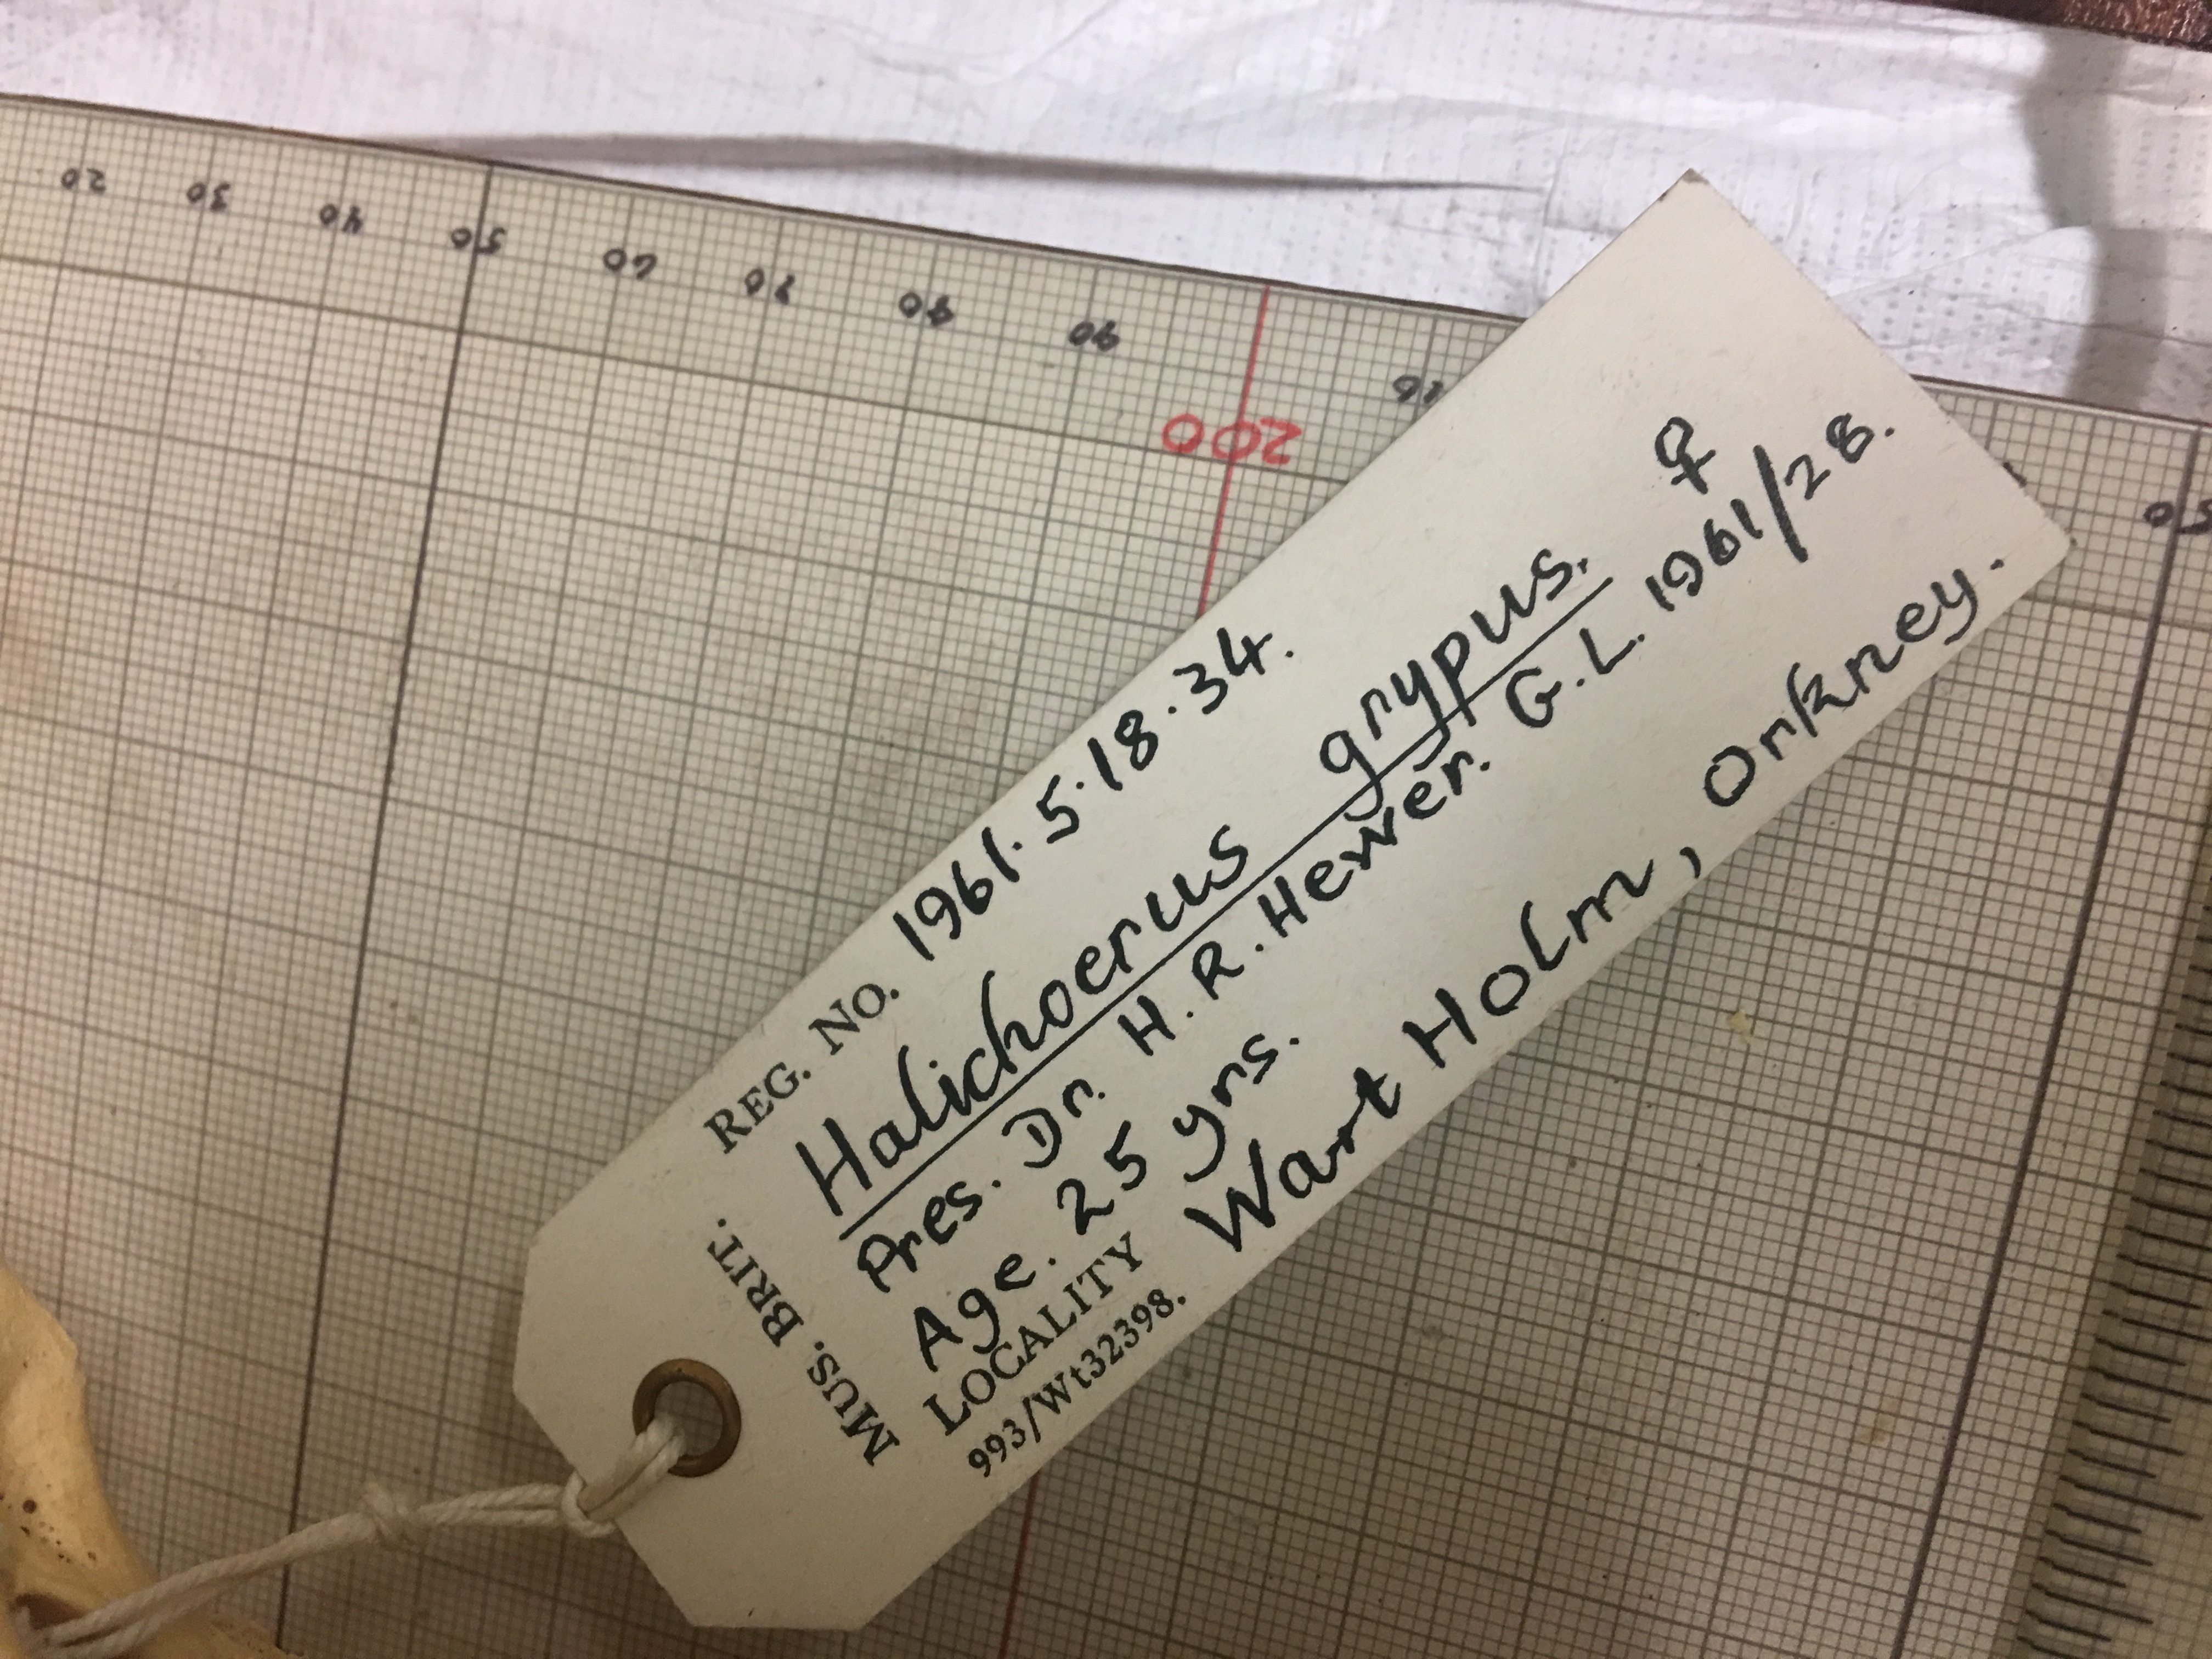 MUS. BRIT.
REG. NO. 1961.5.18.34.
Halichoerus grypus. ♀
Pres. Dr. H.R. Hewer. G.L. 1961/28.
Age. 25 yrs.
LOCALITY Wart Holm, Orkney.
993/Wt32398.
20
30
40
50
60
70
80
90
200
10
50